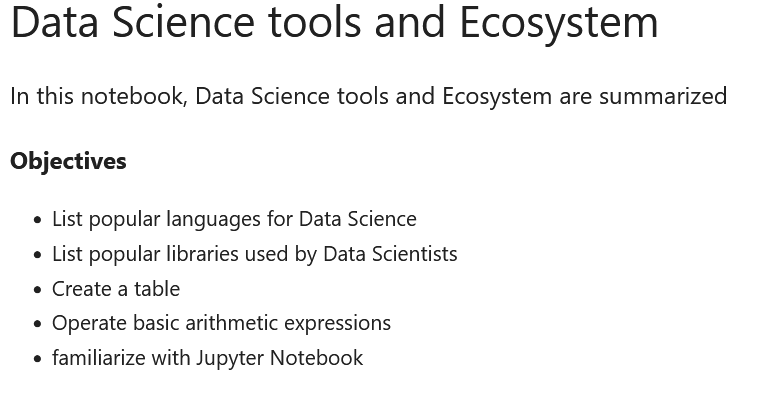 Data Science tools and Ecosystem
In this notebook, Data Science tools and Ecosystem are summarized
Objectives
• List popular languages for Data Science
• List popular libraries used by Data Scientists
• Create a table
• Operate basic arithmetic expressions
• familiarize with Jupyter Notebook